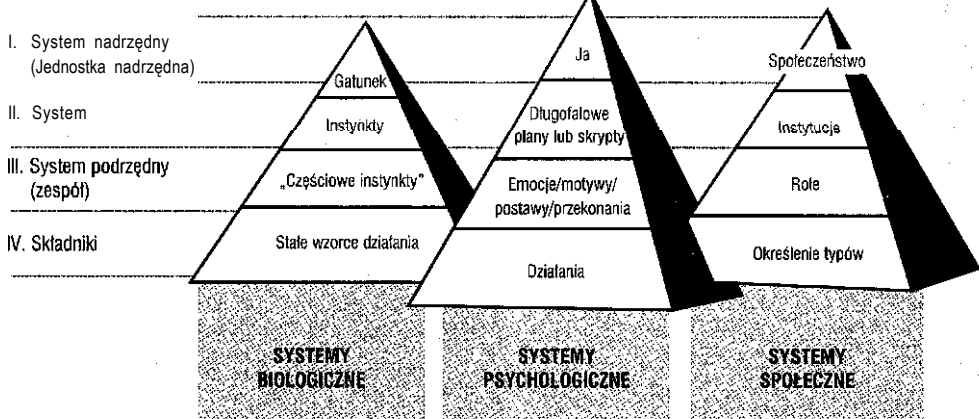 I. System nadrzędny
(Jednostka nadrzędna)
II. System
III. System podrzędny
(zespół)
IV. Składniki
Gatunek
Instynkty
„Częściowe instynkty”
Stałe wzorce działania
SYSTEMY
BIOLOGICZNE
Ja
Długofalowe
plany lub skrypty
Emocje/motywy/
postawy/przekonania
Działania
SYSTEMY
PSYCHOLOGICZNE
Społeczeństwo
Instytucje
Role
Określenie typów
SYSTEMY
SPOŁECZNE